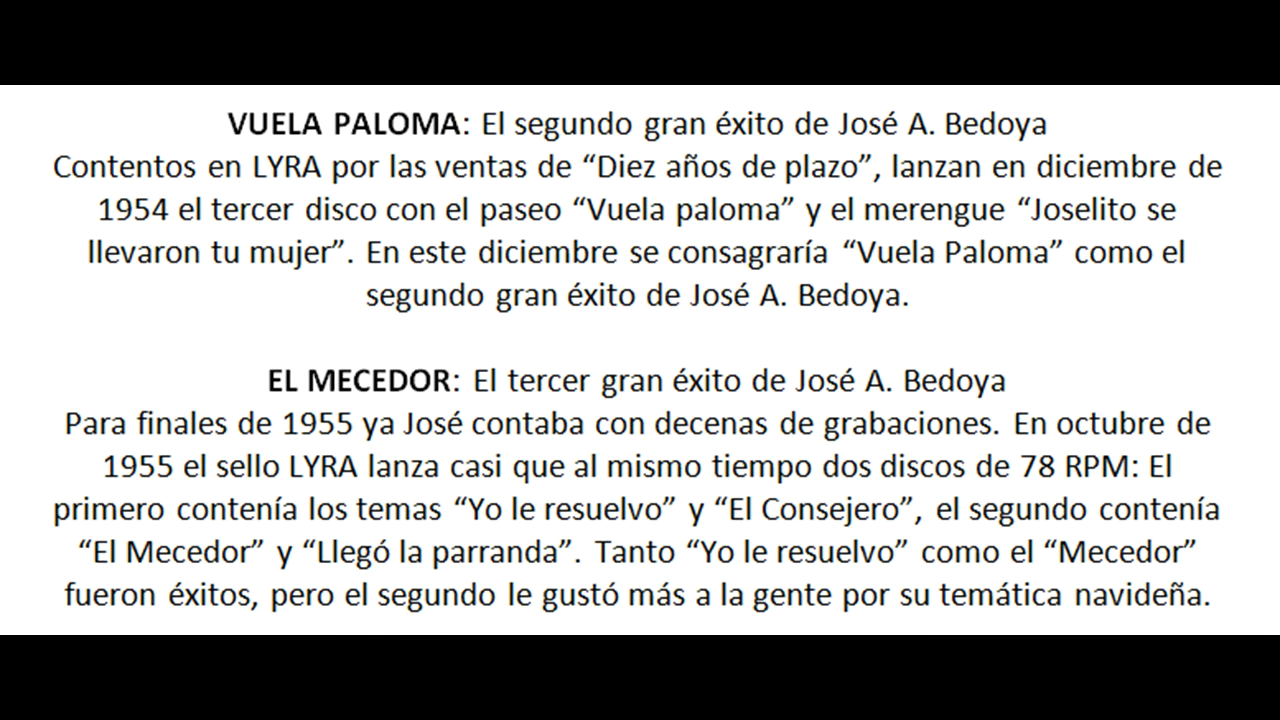 VUELA PALOMA: El segundo gran éxito de José A. Bedoya
Contentos en LYRA por las ventas de “Diez años de plazo”, lanzan en diciembre de
1954 el tercer disco con el paseo “Vuela paloma” y el merengue “Joselito se
llevaron tu mujer”. En este diciembre se consagraría “Vuela Paloma” como el
segundo gran éxito de José A. Bedoya.
EL MECEDOR: El tercer gran éxito de José A. Bedoya
Para finales de 1955 ya José contaba con decenas de grabaciones. En octubre de
1955 el sello LYRA lanza casi que al mismo tiempo dos discos de 78 RPM: El
primero contenía los temas “Yo le resuelvo” y “El Consejero”, el segundo contenía
“El Mecedor” y “Llegó la parranda”. Tanto “Yo le resuelvo” como el “Mecedor”
fueron éxitos, pero el segundo le gustó más a la gente por su temática navideña.